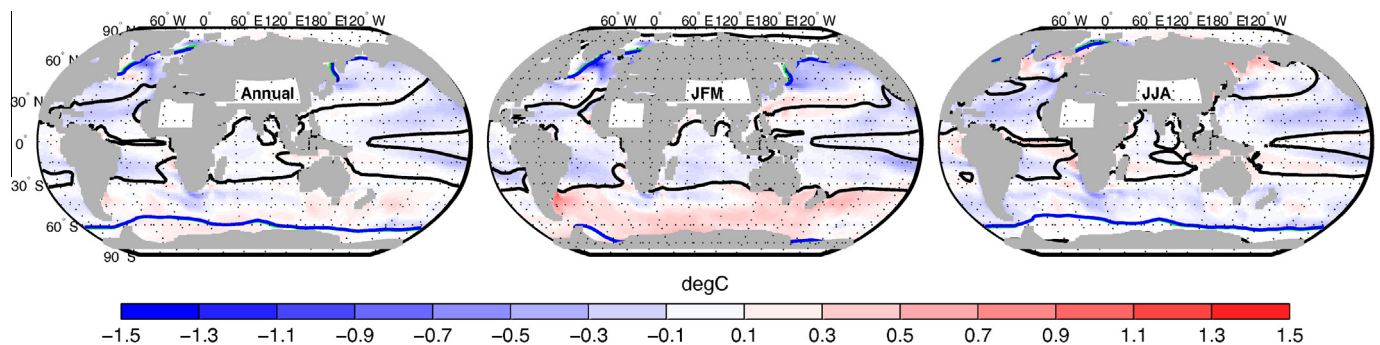 60° W 0° 60° E120° E180° E120° W
60° W 0° 60° E120° E180° E120° W
60° W 0° 60° E120° E180° E120° W
90° N
60° N
Annual JFM JJA
30° N
0°
30° S
60° S
90° S
degC
−1.5 −1.3 −1.1 −0.9 −0.7 −0.5 −0.3 −0.1 0.1 0.3 0.5 0.7 0.9 1.1 1.3 1.5